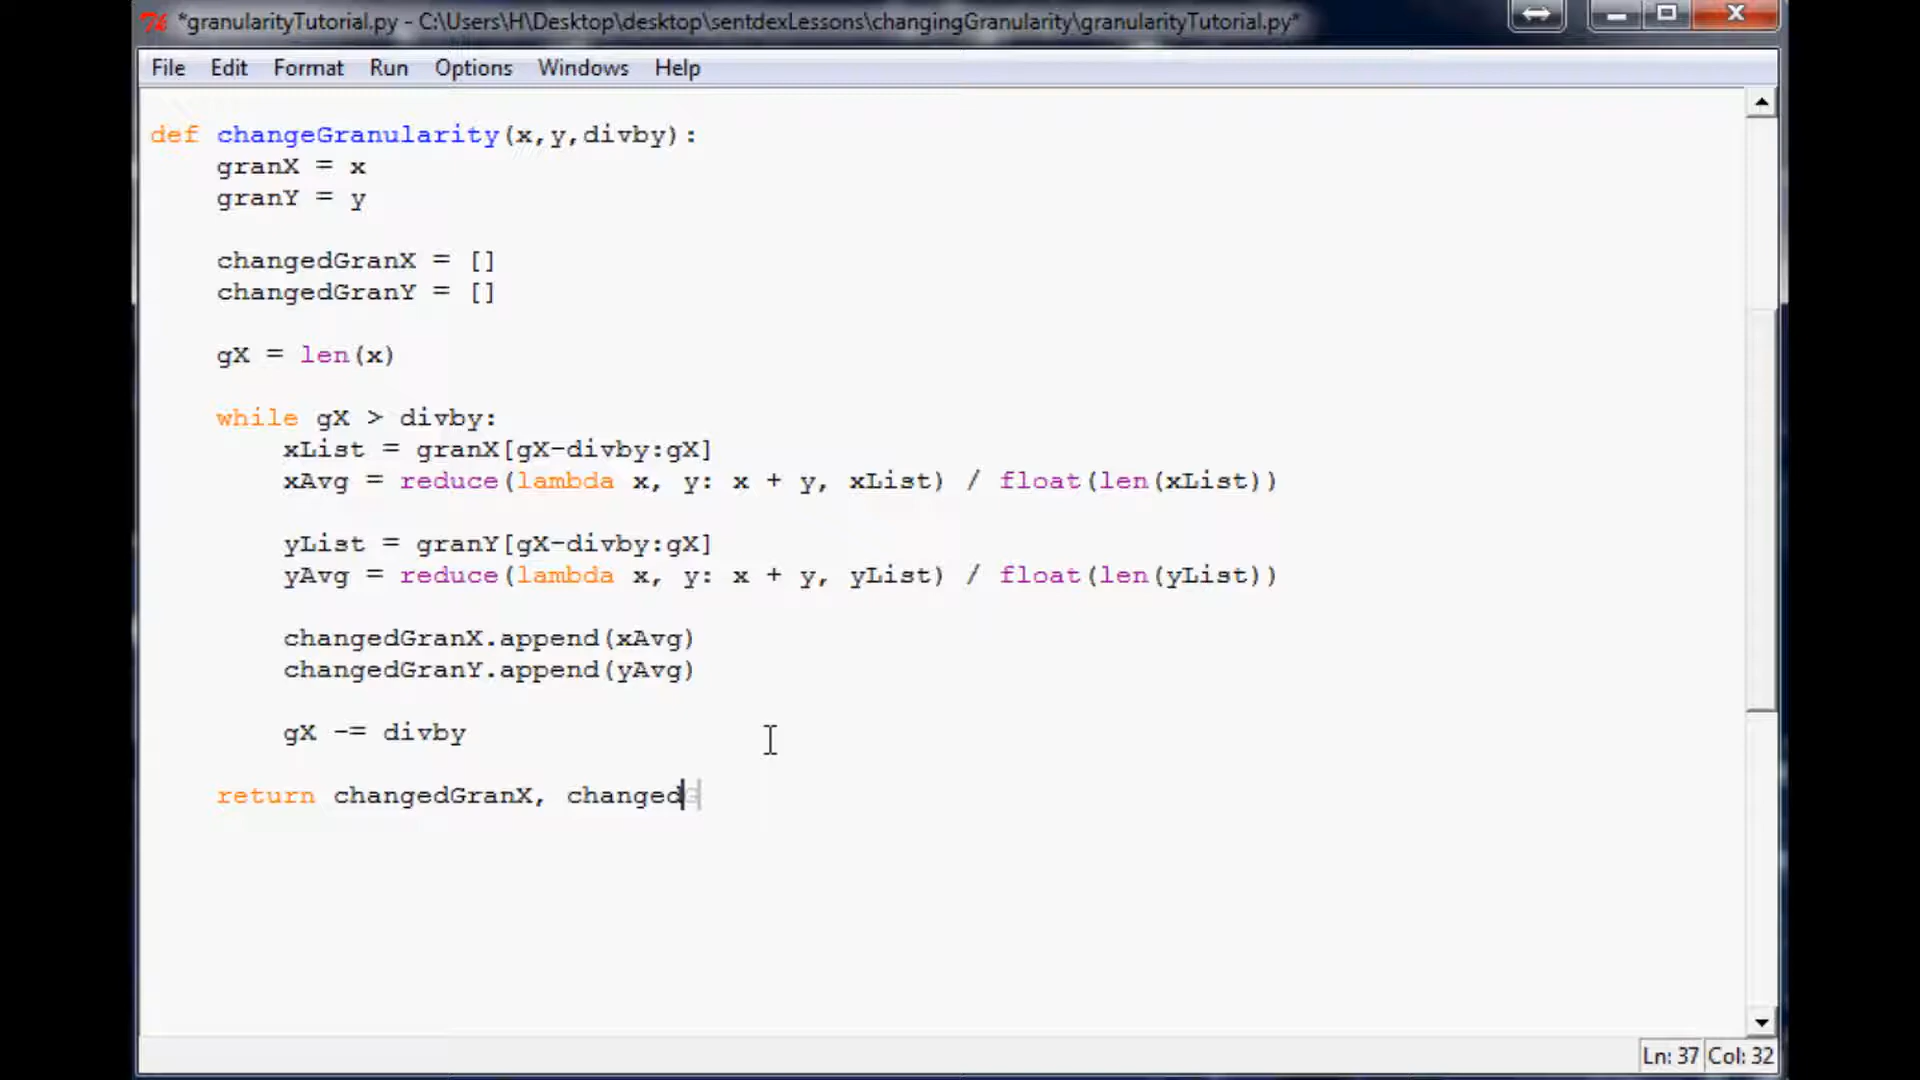 *granularityTutorial.py - C:\Users\H\Desktop\desktop\sentdexLessons\changingGranularity\granularityTutorial.py*
File Edit Format Run Options Windows Help
def changeGranularity(x,y,divby):
    granX = x
    granY = y
    changedGranX = []
    changedGranY = []
    gX = len(x)
    while gX > divby:
        xList = granX[gX-divby:gX]
        xAvg = reduce(lambda x, y: x + y, xList) / float(len(xList))
        yList = granY[gX-divby:gX]
        yAvg = reduce(lambda x, y: x + y, yList) / float(len(yList))
        changedGranX.append(xAvg)
        changedGranY.append(yAvg)
        gX -= divby
    return changedGranX, changedG
Ln: 37 Col: 32